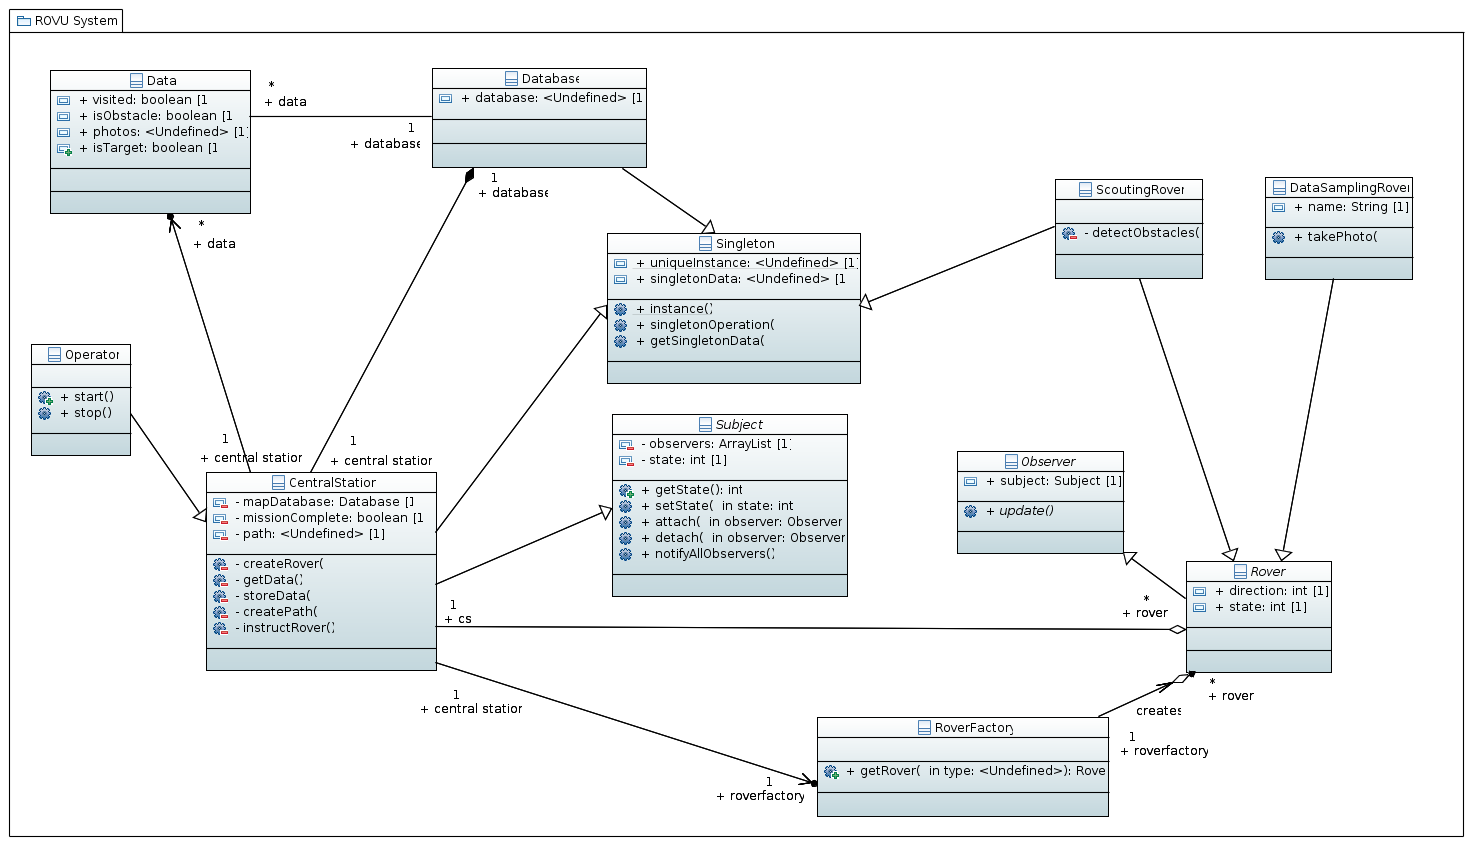 ROVU System
Data
+ visited: boolean [1
+ isObstacle: boolean [1
+ photos: <Undefined> [1]
+ isTarget: boolean [1
*
+ data
1
+ database
Database
+ database: <Undefined> [1
1
+ database
*
+ data
Singleton
+ uniqueInstance: <Undefined> [1]
+ singletonData: <Undefined> [1
+ instance()
+ singletonOperation(
+ getSingletonData(
ScoutingRover
- detectObstacles(
DataSamplingRover
+ name: String [1]
+ takePhoto(
Operator
+ start()
+ stop()
1
+ central station
1
+ central station
CentralStation
- mapDatabase: Database [1]
- missionComplete: boolean [1
- path: <Undefined> [1]
- createRover(
- getData()
- storeData(
- createPath(
- instructRover()
Subject
- observers: ArrayList [1]
- state: int [1]
+ getState(): int
+ setState(  in state: int
+ attach(  in observer: Observer
+ detach(  in observer: Observer
+ notifyAllObservers()
Observer
+ subject: Subject [1]
+ update()
Rover
+ direction: int [1]
+ state: int [1]
*
+ rover
1
+ cs
*
+ rover
creates
1
+ roverfactory
1
+ central station
1
+ roverfactory
RoverFactory
+ getRover(  in type: <Undefined>): Rove